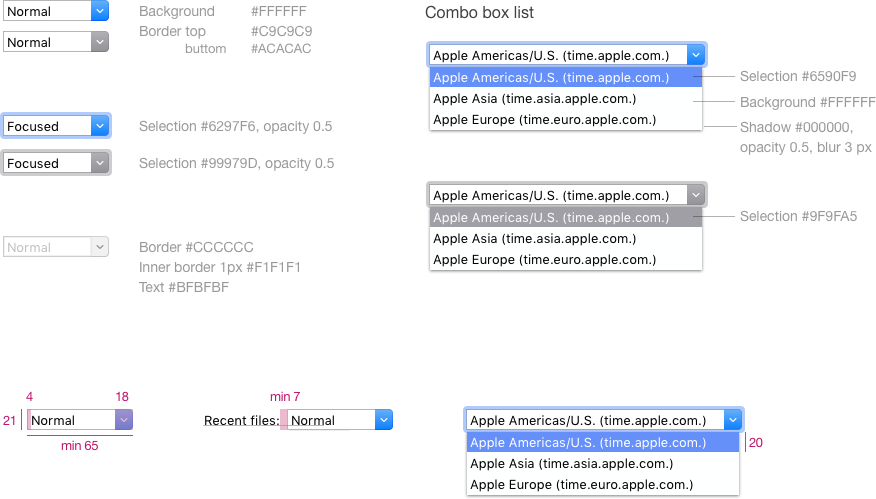 Normal
Background #FFFFFF
Border top #C9C9C9
Normal
buttom #ACACAC
Focused
Selection #6297F6, opacity 0.5
Focused
Selection #99979D, opacity 0.5
Normal
Border #CCCCCC
Inner border 1px #F1F1F1
Text #BFBFBF
Combo box list
Apple Americas/U.S. (time.apple.com.)
Apple Americas/U.S. (time.apple.com.)
Selection #6590F9
Apple Asia (time.asia.apple.com.)
Background #FFFFFF
Apple Europe (time.euro.apple.com.)
Shadow #000000,
opacity 0.5, blur 3 px
Apple Americas/U.S. (time.apple.com.)
Apple Americas/U.S. (time.apple.com.)
Selection #9F9FA5
Apple Asia (time.asia.apple.com.)
Apple Europe (time.euro.apple.com.)
4 18
21 Normal
min 65
min 7
Recent files: Normal
Apple Americas/U.S. (time.apple.com.)
Apple Americas/U.S. (time.apple.com.) 20
Apple Asia (time.asia.apple.com.)
Apple Europe (time.euro.apple.com.)